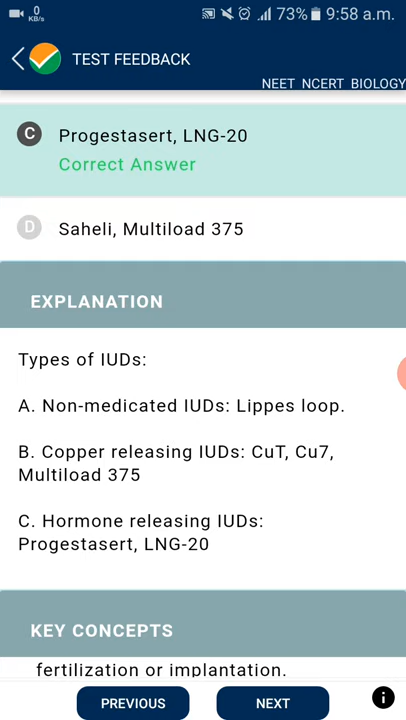 0
KB/s
73% 9:58 a.m.
TEST FEEDBACK
NEET NCERT BIOLOGY
C Progestasert, LNG-20
Correct Answer
D Saheli, Multiload 375
EXPLANATION
Types of IUDs:
A. Non-medicated IUDs: Lippes loop.
B. Copper releasing IUDs: CuT, Cu7,
Multiload 375
C. Hormone releasing IUDs:
Progestasert, LNG-20
KEY CONCEPTS
fertilization or implantation.
PREVIOUS
NEXT